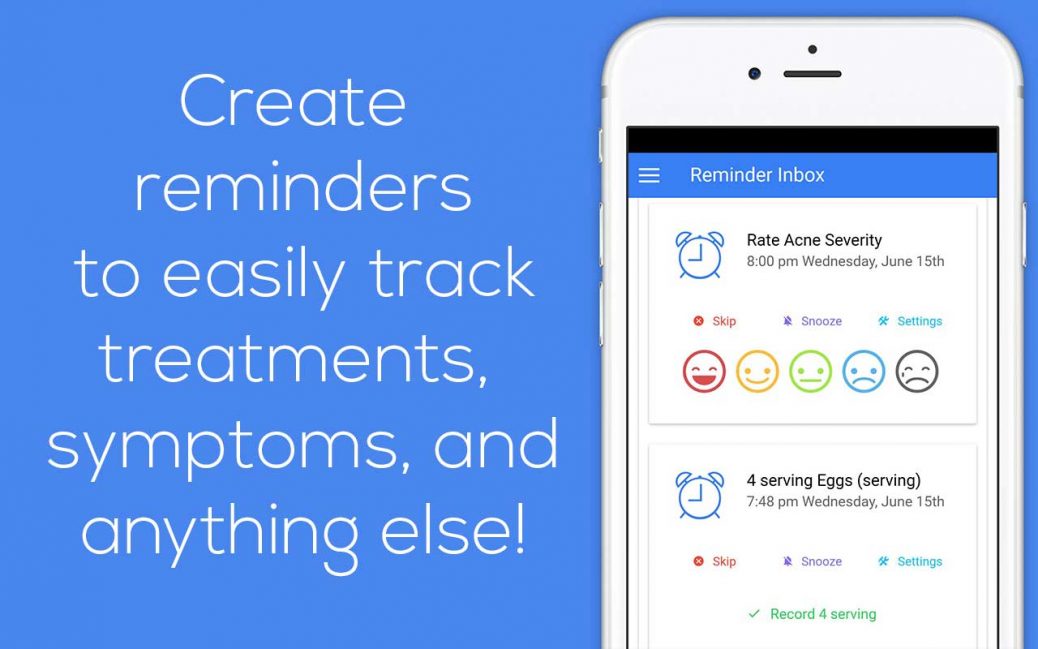 Create
reminders
to easily track
treatments,
symptoms, and
anything else!
Reminder Inbox
Rate Acne Severity
8:00 pm Wednesday, June 15th
Skip Snooze Settings
4 serving Eggs (serving)
7:48 pm Wednesday, June 15th
Skip Snooze Settings
Record 4 serving